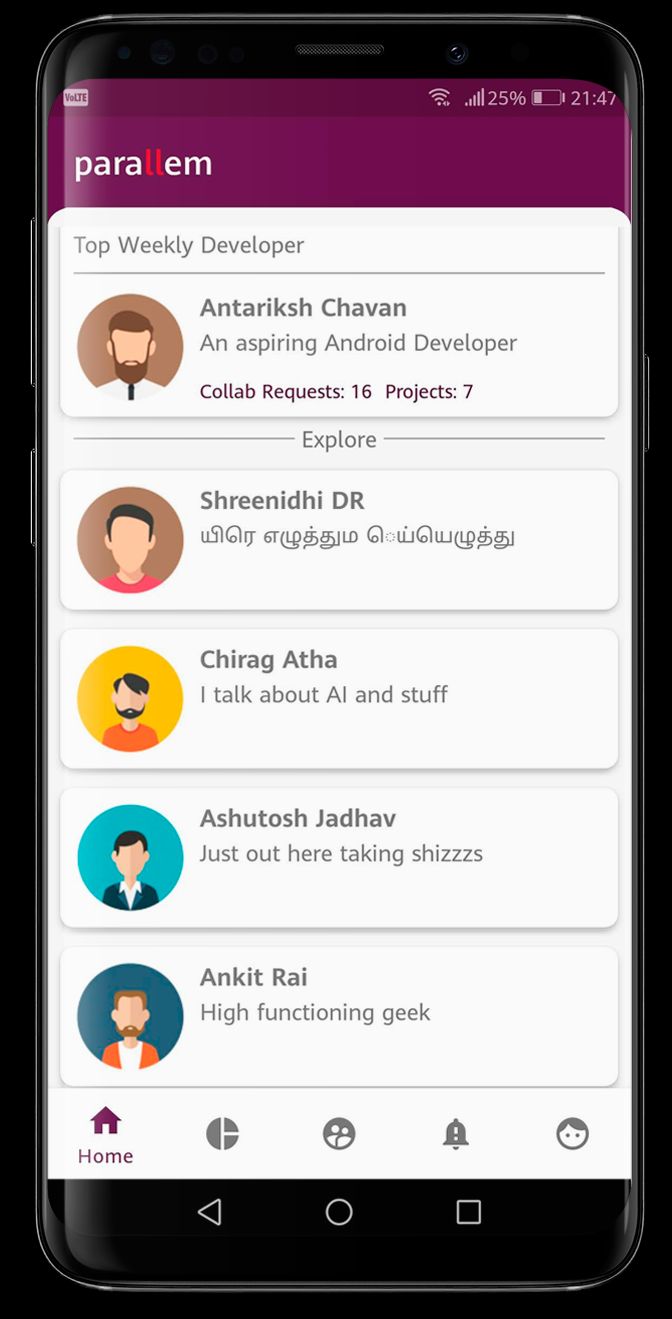 VoLTE 25% 21:47
parallem
Top Weekly Developer
Antariksh Chavan
An aspiring Android Developer
Collab Requests: 16 Projects: 7
Explore
Shreenidhi DR
யிரெ எழுத்தும ெய்யெழுத்து
Chirag Atha
I talk about AI and stuff
Ashutosh Jadhav
Just out here taking shizzzs
Ankit Rai
High functioning geek
Home